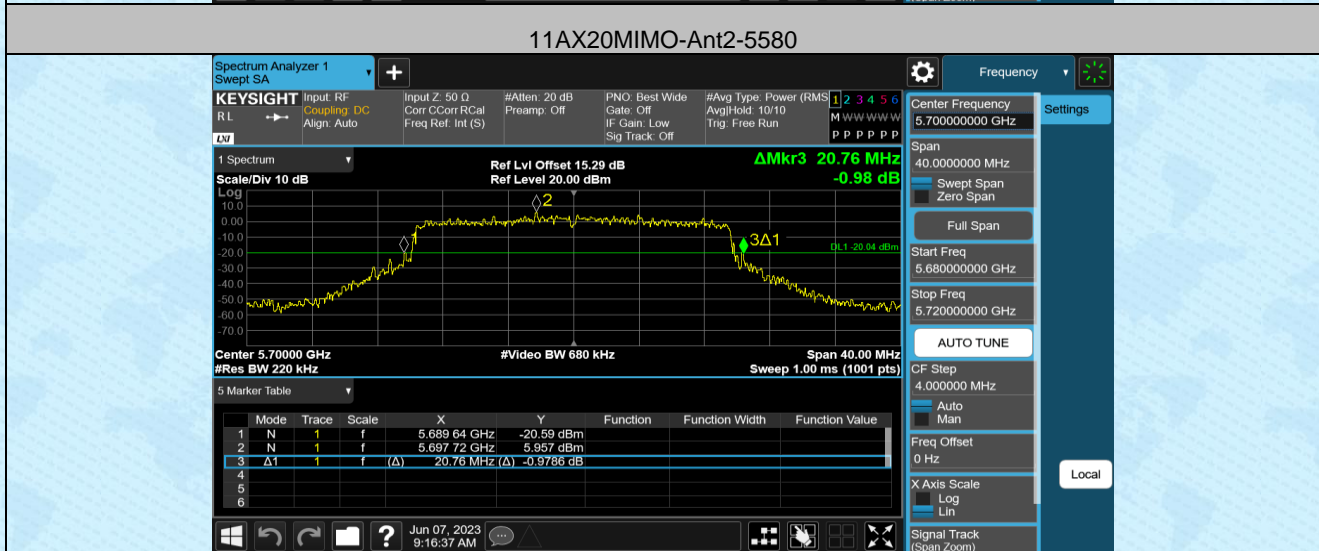 (Span Zoom)
11AX20MIMO-Ant2-5580
Spectrum Analyzer 1
Swept SA
Frequency
KEYSIGHT
RL
LXI
Input: RF
Coupling: DC
Align: Auto
Input Z: 50 Ω
Corr CCorr RCal
Freq Ref: Int (S)
#Atten: 20 dB
Preamp: Off
PNO: Best Wide
Gate: Off
IF Gain: Low
Sig Track: Off
#Avg Type: Power (RMS
Avg|Hold: 10/10
Trig: Free Run
1 2 3 4 5 6
M W W W W W
P P P P P P
1 Spectrum
Scale/Div 10 dB
Ref Lvl Offset 15.29 dB
Ref Level 20.00 dBm
ΔMkr3 20.76 MHz
-0.98 dB
Log
10.0
0.00
-10.0
-20.0
-30.0
-40.0
-50.0
-60.0
-70.0
1
2
3Δ1
DL1 -20.04 dBm
Center 5.70000 GHz
#Res BW 220 kHz
#Video BW 680 kHz
Span 40.00 MHz
Sweep 1.00 ms (1001 pts)
5 Marker Table
Mode Trace Scale X Y Function Function Width Function Value
1 N 1 f 5.689 64 GHz -20.59 dBm
2 N 1 f 5.697 72 GHz 5.957 dBm
3 Δ1 1 f (Δ) 20.76 MHz (Δ) -0.9786 dB
4
5
6
Jun 07, 2023
9:16:37 AM
Center Frequency
5.700000000 GHz
Settings
Span
40.0000000 MHz
Swept Span
Zero Span
Full Span
Start Freq
5.680000000 GHz
Stop Freq
5.720000000 GHz
AUTO TUNE
CF Step
4.000000 MHz
Auto
Man
Freq Offset
0 Hz
Local
X Axis Scale
Log
Lin
Signal Track
(Span Zoom)